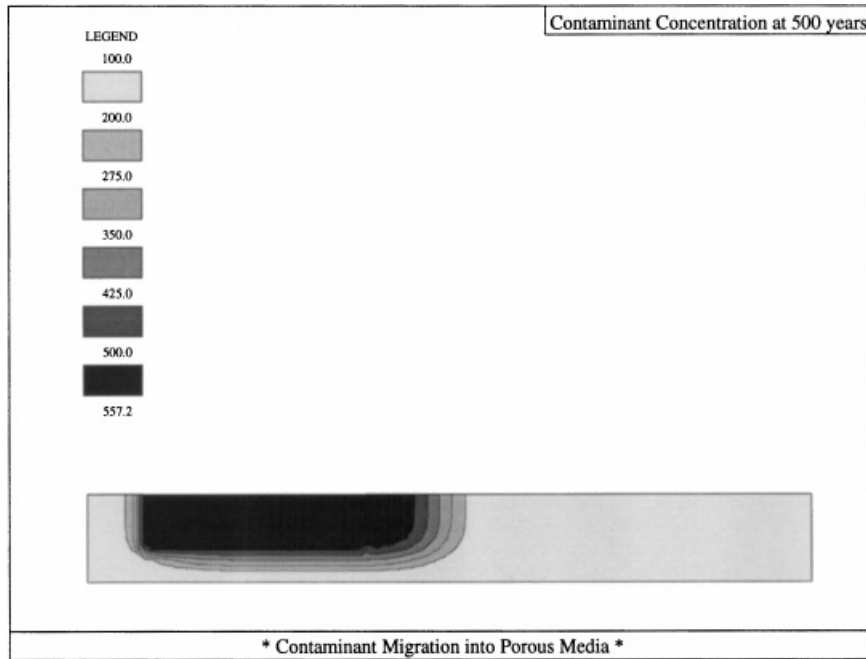 Contaminant Concentration at 500 years
LEGEND
100.0
200.0
275.0
350.0
425.0
500.0
557.2
* Contaminant Migration into Porous Media *